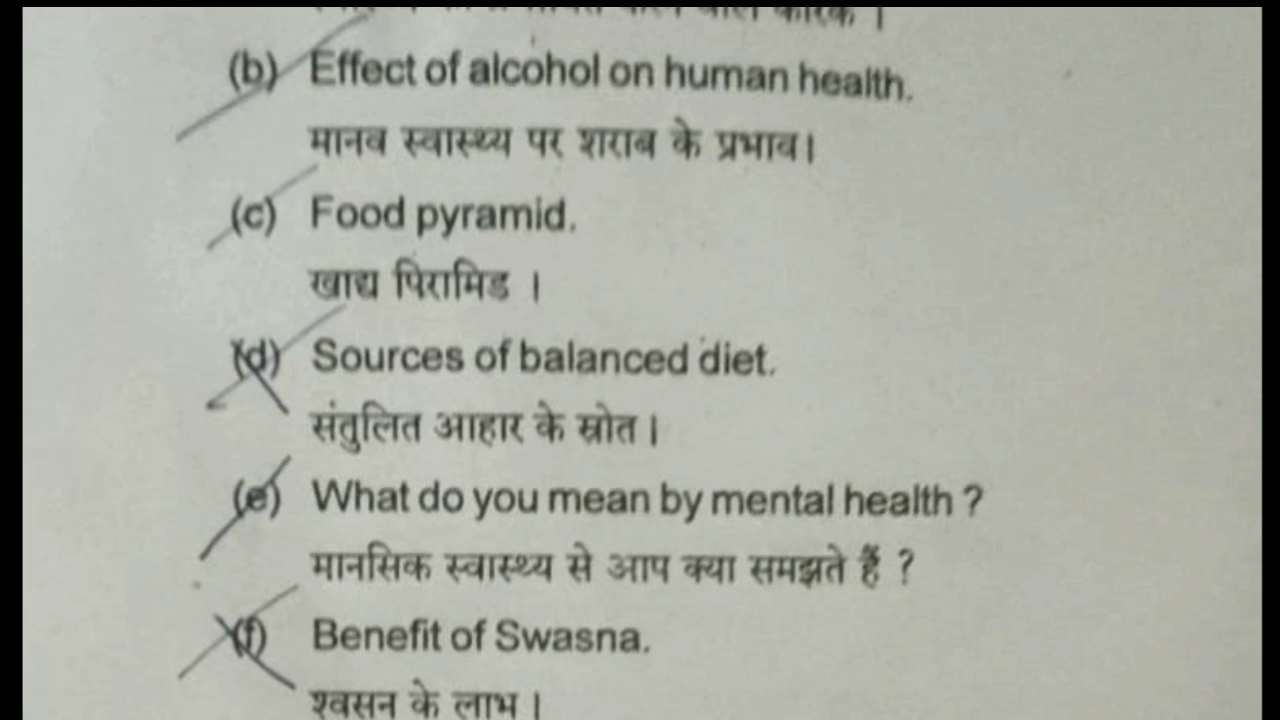 कारक ।
(b) Effect of alcohol on human health.
मानव स्वास्थ्य पर शराब के प्रभाव।
(c) Food pyramid.
खाद्य पिरामिड ।
(d) Sources of balanced diet.
संतुलित आहार के स्रोत।
(e) What do you mean by mental health ?
मानसिक स्वास्थ्य से आप क्या समझते हैं ?
(f) Benefit of Swasna.
श्वसन के लाभ।